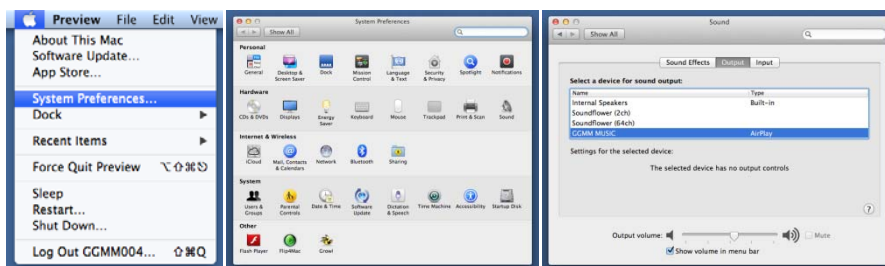 Preview File Edit View
About This Mac
Software Update...
App Store...
System Preferences...
Dock
Recent Items
Force Quit Preview ⌥⇧⌘⎋
Sleep
Restart...
Shut Down...
Log Out GGMM004... ⇧⌘Q
System Preferences
Show All
Personal
General Desktop & Screen Saver Dock Mission Control Language & Text Security & Privacy Spotlight Notifications
Hardware
CDs & DVDs Displays Energy Saver Keyboard Mouse Trackpad Print & Scan Sound
Internet & Wireless
iCloud Mail, Contacts & Calendars Network Bluetooth Sharing
System
Users & Groups Parental Controls Date & Time Software Update Dictation & Speech Time Machine Accessibility Startup Disk
Other
Flash Player Flip4Mac Growl
Sound
Show All
Sound Effects Output Input
Select a device for sound output:
Name Type
Internal Speakers Built-in
Soundflower (2ch)
Soundflower (64ch)
GGMM MUSIC AirPlay
Settings for the selected device:
The selected device has no output controls
?
Output volume: Mute
Show volume in menu bar